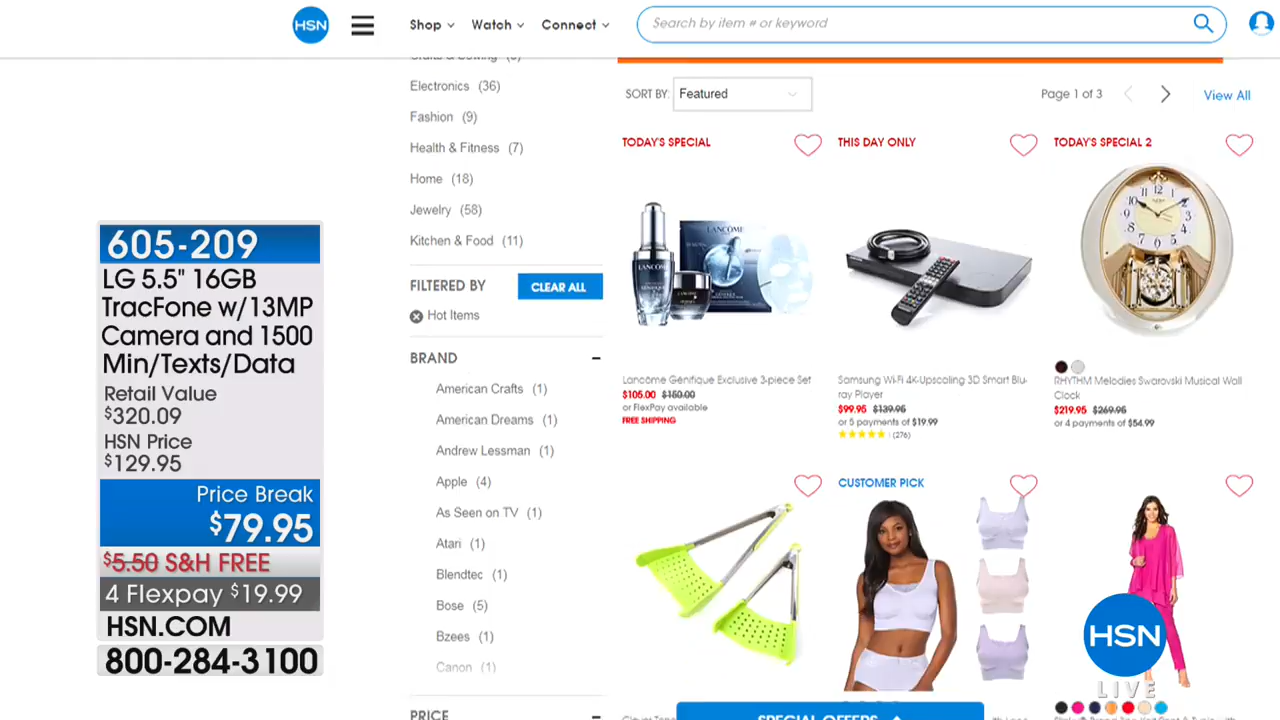 HSN
Shop
Watch
Connect
Search by item # or keyword
605-209
LG 5.5" 16GB
TracFone w/13MP
Camera and 1500
Min/Texts/Data
Retail Value
$320.09
HSN Price
$129.95
Price Break
$79.95
$5.50 S&H FREE
4 Flexpay $19.99
HSN.COM
800-284-3100
Electronics (36)
Fashion (9)
Health & Fitness (7)
Home (18)
Jewelry (58)
Kitchen & Food (11)
FILTERED BY
CLEAR ALL
Hot Items
BRAND
American Crafts (1)
American Dreams (1)
Andrew Lessman (1)
Apple (4)
As Seen on TV (1)
Atari (1)
Blendtec (1)
Bose (5)
Bzees (1)
Canon (1)
PRICE
SORT BY:
Featured
Page 1 of 3
View All
TODAY'S SPECIAL
LANCÔME
LANCÔME
Lancôme Génifique Exclusive 3-piece Set
$105.00 $150.00
or FlexPay available
FREE SHIPPING
THIS DAY ONLY
Samsung Wi-Fi 4K-Upscaling 3D Smart Blu-
ray Player
$99.95 $139.95
or 5 payments of $19.99
(276)
TODAY'S SPECIAL 2
RHYTHM Melodies Swarovski Musical Wall
Clock
$219.95 $269.95
or 4 payments of $54.99
CUSTOMER PICK
SPECIAL OFFERS
HSN
LIVE